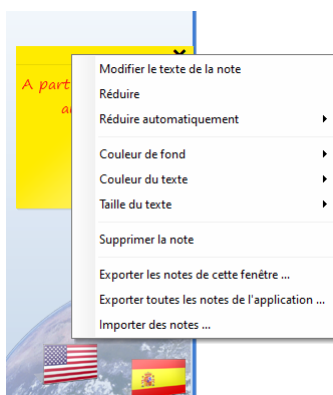 A part
Modifier le texte de la note
Réduire
Réduire automatiquement
Couleur de fond
Couleur du texte
Taille du texte
Supprimer la note
Exporter les notes de cette fenêtre ...
Exporter toutes les notes de l'application ...
Importer des notes ...